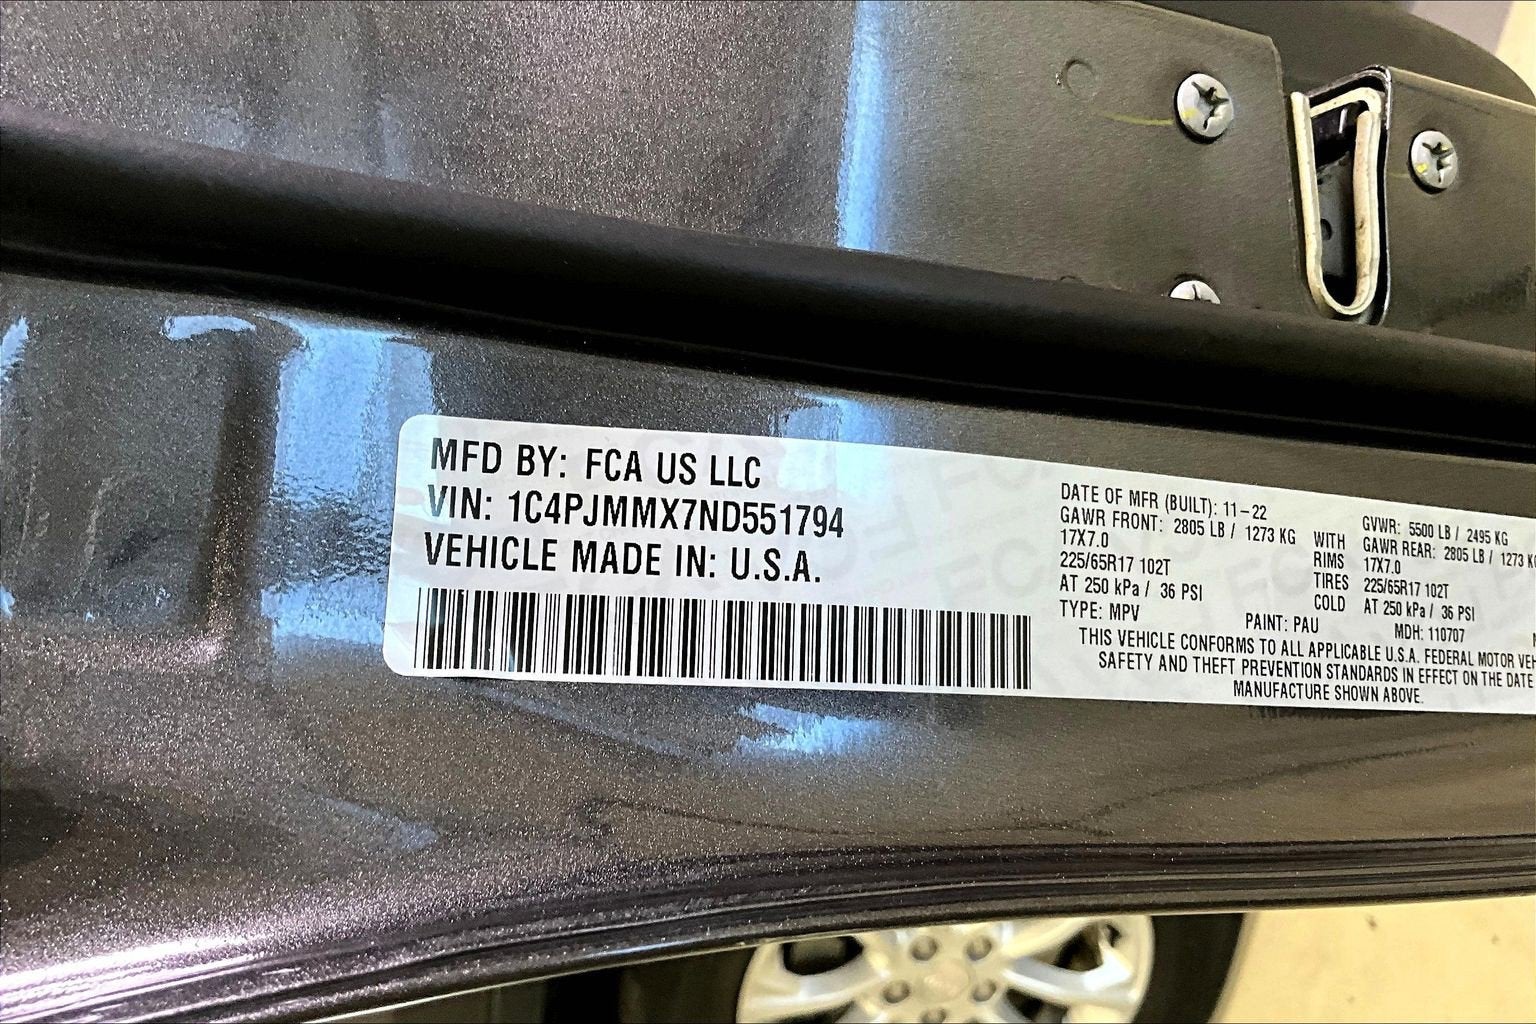 MFD BY: FCA US LLC
VIN: 1C4PJMMX7ND551794
VEHICLE MADE IN: U.S.A.
DATE OF MFR (BUILT): 11-22
GAWR FRONT: 2805 LB / 1273 KG WITH
17X7.0 RIMS
225/65R17 102T TIRES
AT 250 kPa / 36 PSI COLD
TYPE: MPV
GVWR: 5500 LB / 2495 KG
GAWR REAR: 2805 LB / 1273
17X7.0
225/65R17 102T
AT 250 kPa / 36 PSI
PAINT: PAU
MDH: 110707
THIS VEHICLE CONFORMS TO ALL APPLICABLE U.S.A. FEDERAL MOTOR
SAFETY AND THEFT PREVENTION STANDARDS IN EFFECT ON THE DATE
MANUFACTURE SHOWN ABOVE.